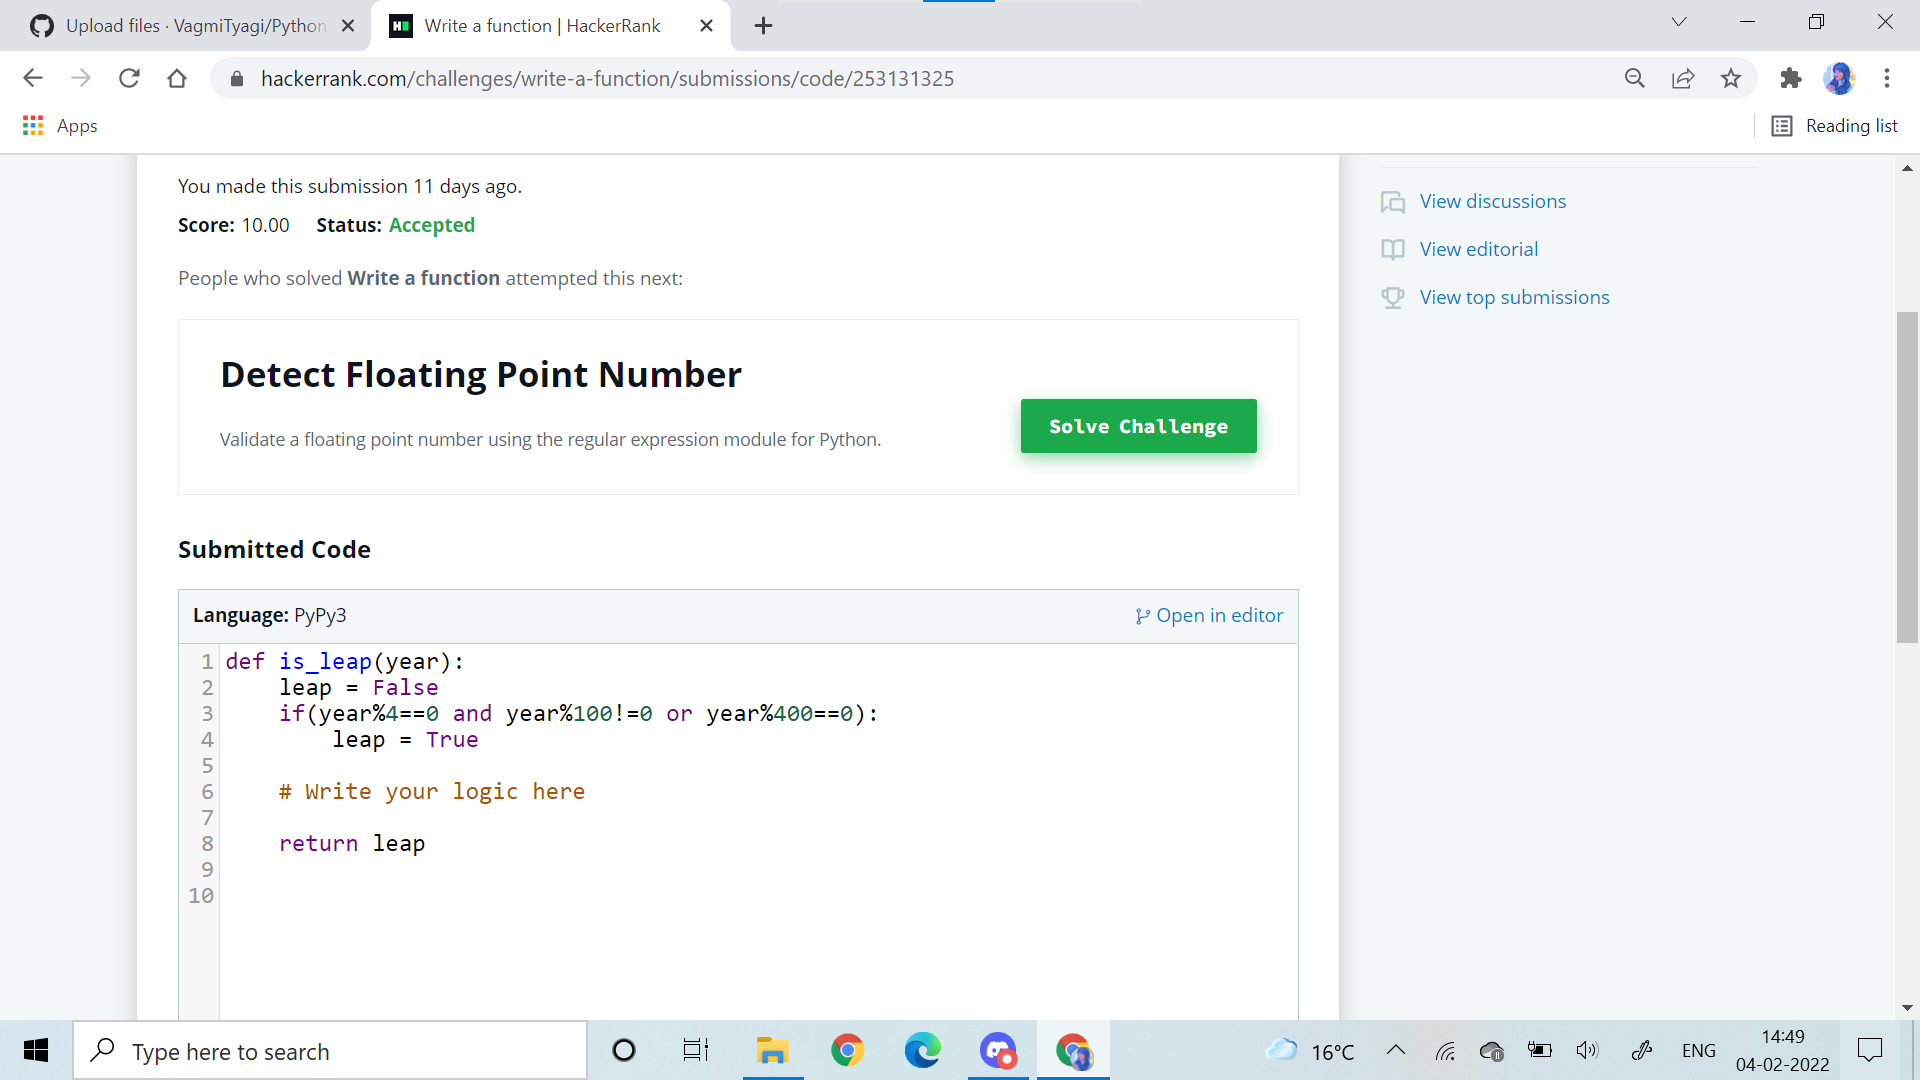 Upload files · VagmiTyagi/Python
Write a function | HackerRank
hackerrank.com/challenges/write-a-function/submissions/code/253131325
Apps
Reading list
You made this submission 11 days ago.
Score: 10.00 Status: Accepted
People who solved Write a function attempted this next:
Detect Floating Point Number
Validate a floating point number using the regular expression module for Python.
Solve Challenge
View discussions
View editorial
View top submissions
Submitted Code
Language: PyPy3
Open in editor
1 def is_leap(year):
2     leap = False
3     if(year%4==0 and year%100!=0 or year%400==0):
4         leap = True
5
6     # Write your logic here
7
8     return leap
9
10
Type here to search
16°C
ENG
14:49
04-02-2022